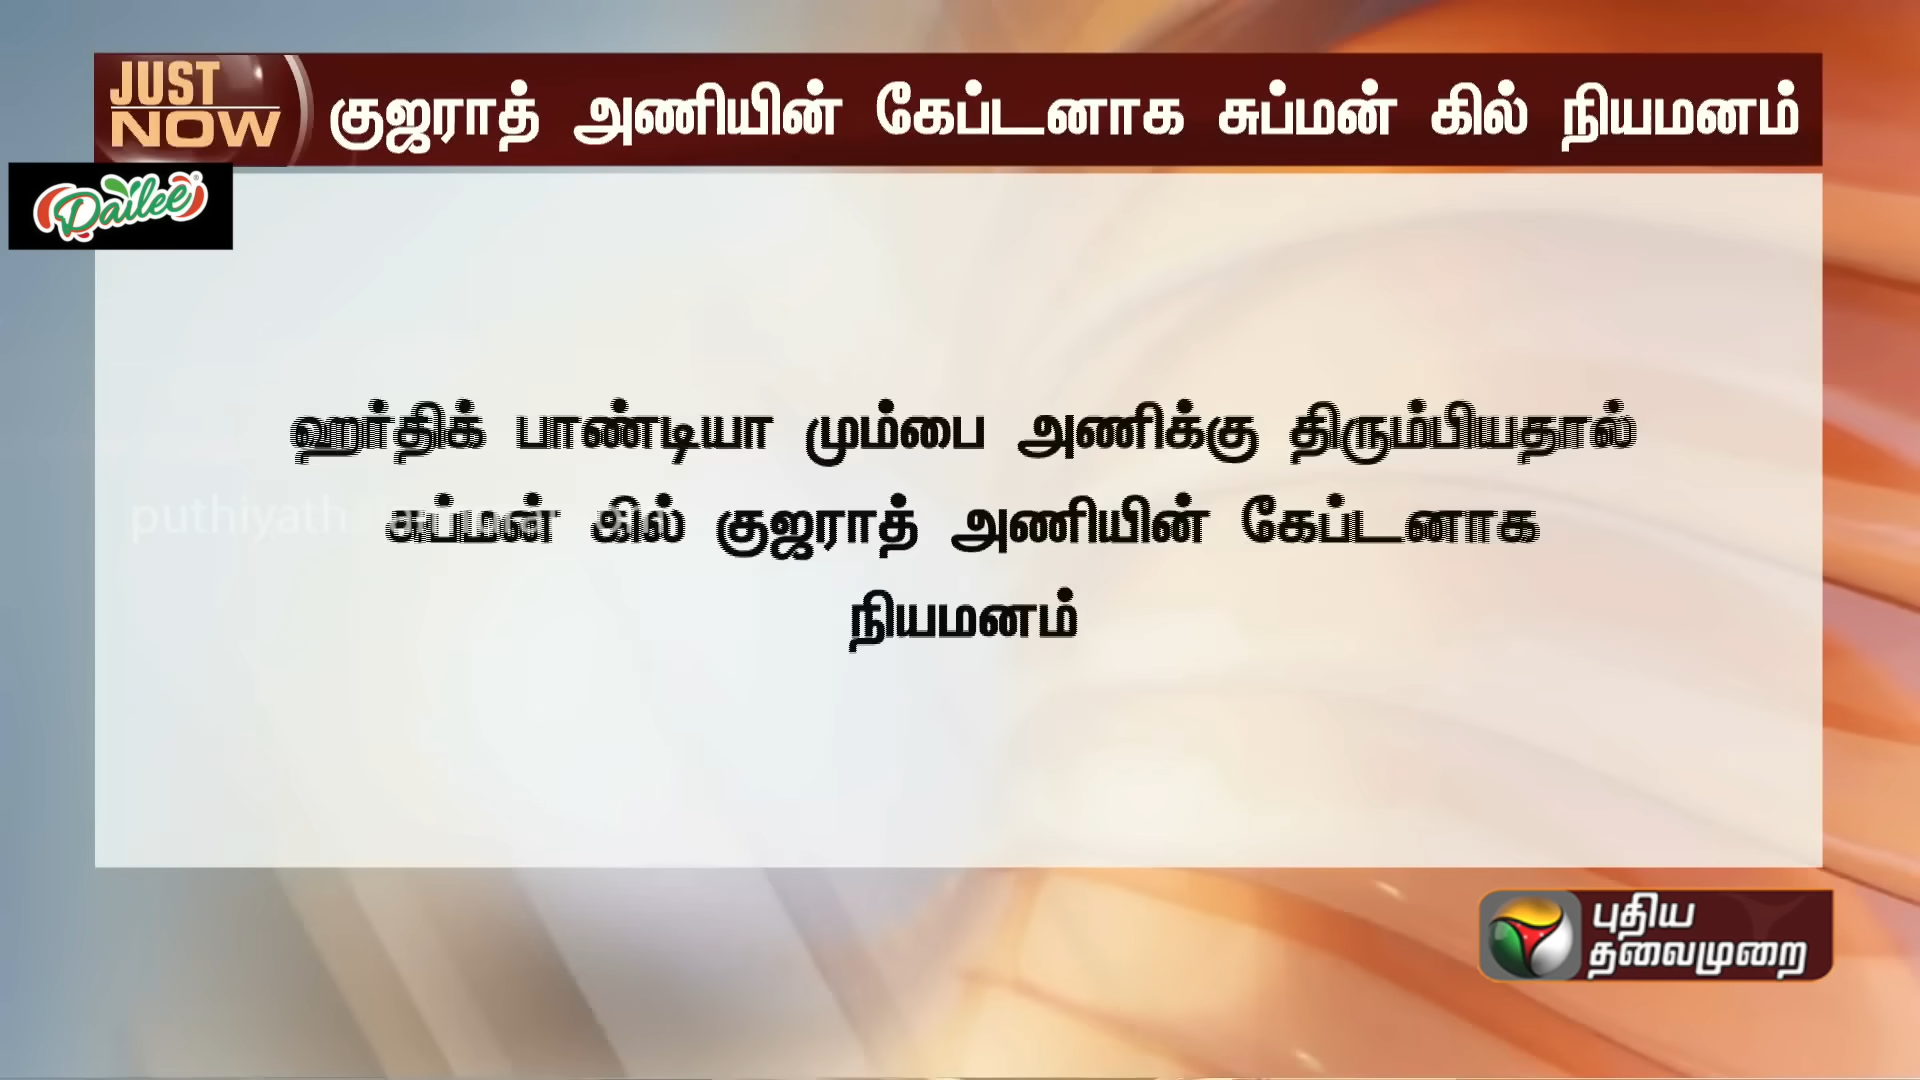 JUST
NOW
குஜராத் அணியின் கேப்டனாக சுப்மன் கில் நியமனம்
Dailee
ஹர்திக் பாண்டியா மும்பை அணிக்கு திரும்பியதால்
சுப்மன் கில் குஜராத் அணியின் கேப்டனாக
நியமனம்
புதிய
தலைமுறை